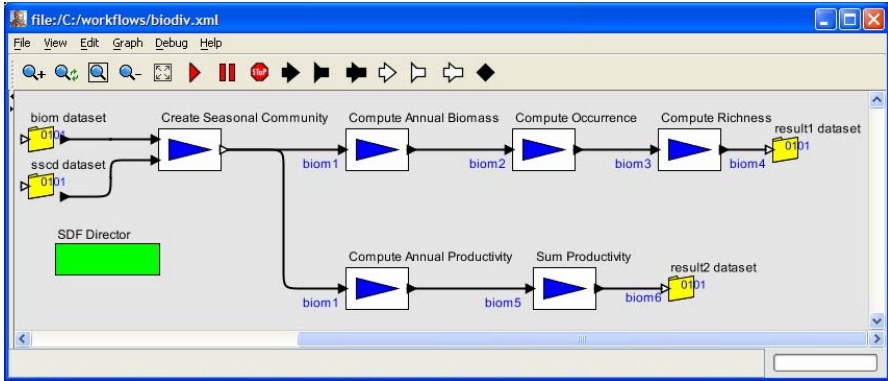 file:/C:/workflows/biodiv.xml
File View Edit Graph Debug Help
STOP
biom dataset
0101
Create Seasonal Community
Compute Annual Biomass
Compute Occurrence
Compute Richness
result1 dataset
0101
sscd dataset
0101
biom1
biom2
biom3
biom4
SDF Director
Compute Annual Productivity
Sum Productivity
result2 dataset
0101
biom1
biom5
biom6